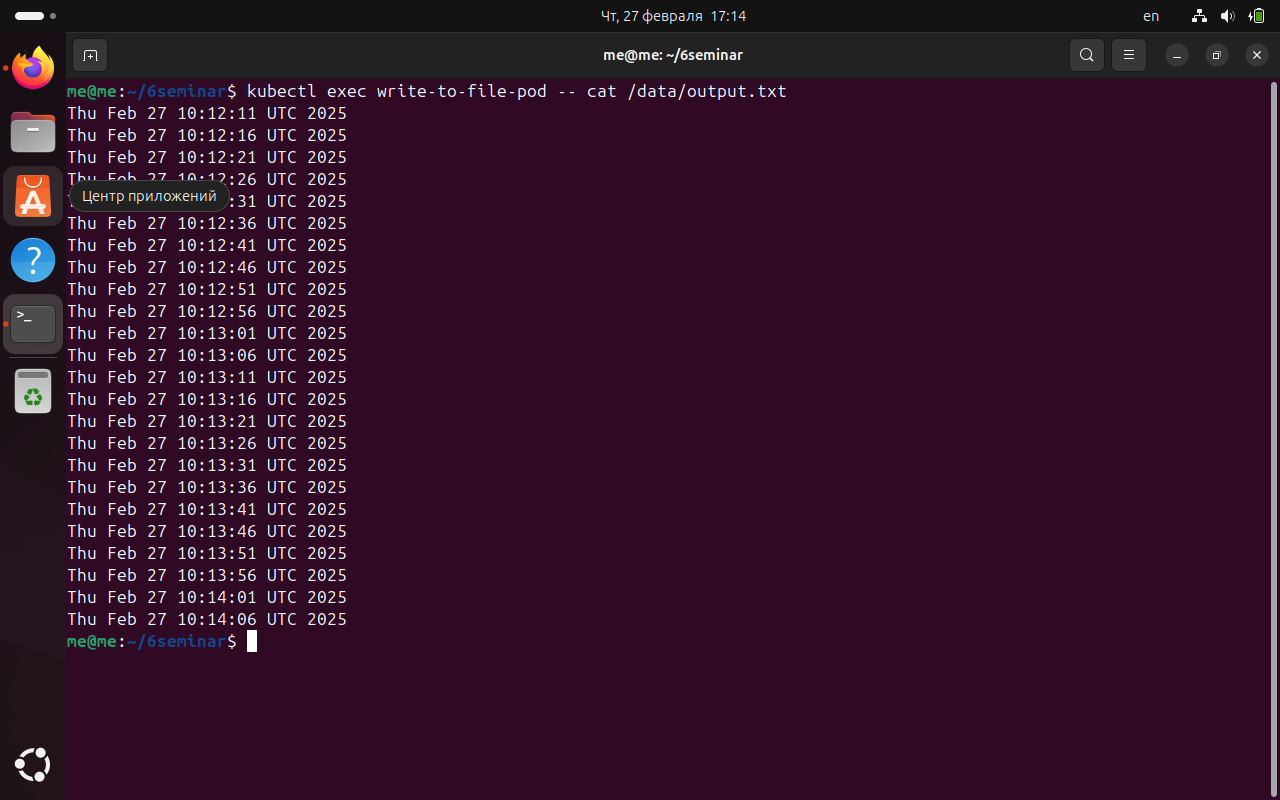 Чт, 27 февраля 17:14
en
me@me: ~/6seminar
me@me:~/6seminar$ kubectl exec write-to-file-pod -- cat /data/output.txt
Thu Feb 27 10:12:11 UTC 2025
Thu Feb 27 10:12:16 UTC 2025
Thu Feb 27 10:12:21 UTC 2025
Thu Feb 27 10:12:26 UTC 2025
Центр приложений
:31 UTC 2025
Thu Feb 27 10:12:36 UTC 2025
Thu Feb 27 10:12:41 UTC 2025
Thu Feb 27 10:12:46 UTC 2025
Thu Feb 27 10:12:51 UTC 2025
Thu Feb 27 10:12:56 UTC 2025
Thu Feb 27 10:13:01 UTC 2025
Thu Feb 27 10:13:06 UTC 2025
Thu Feb 27 10:13:11 UTC 2025
Thu Feb 27 10:13:16 UTC 2025
Thu Feb 27 10:13:21 UTC 2025
Thu Feb 27 10:13:26 UTC 2025
Thu Feb 27 10:13:31 UTC 2025
Thu Feb 27 10:13:36 UTC 2025
Thu Feb 27 10:13:41 UTC 2025
Thu Feb 27 10:13:46 UTC 2025
Thu Feb 27 10:13:51 UTC 2025
Thu Feb 27 10:13:56 UTC 2025
Thu Feb 27 10:14:01 UTC 2025
Thu Feb 27 10:14:06 UTC 2025
me@me:~/6seminar$